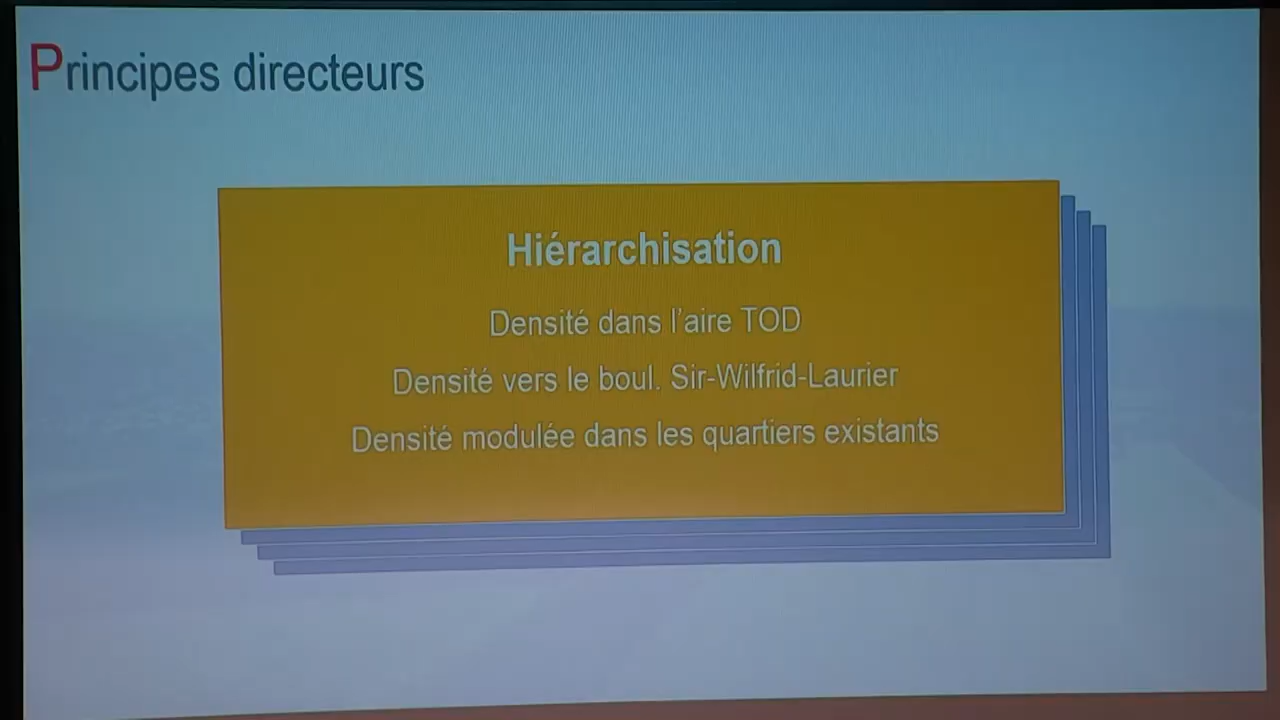 Principes directeurs
Hiérarchisation
Densité dans l'aire TOD
Densité vers le boul. Sir-Wilfrid-Laurier
Densité modulée dans les quartiers existants